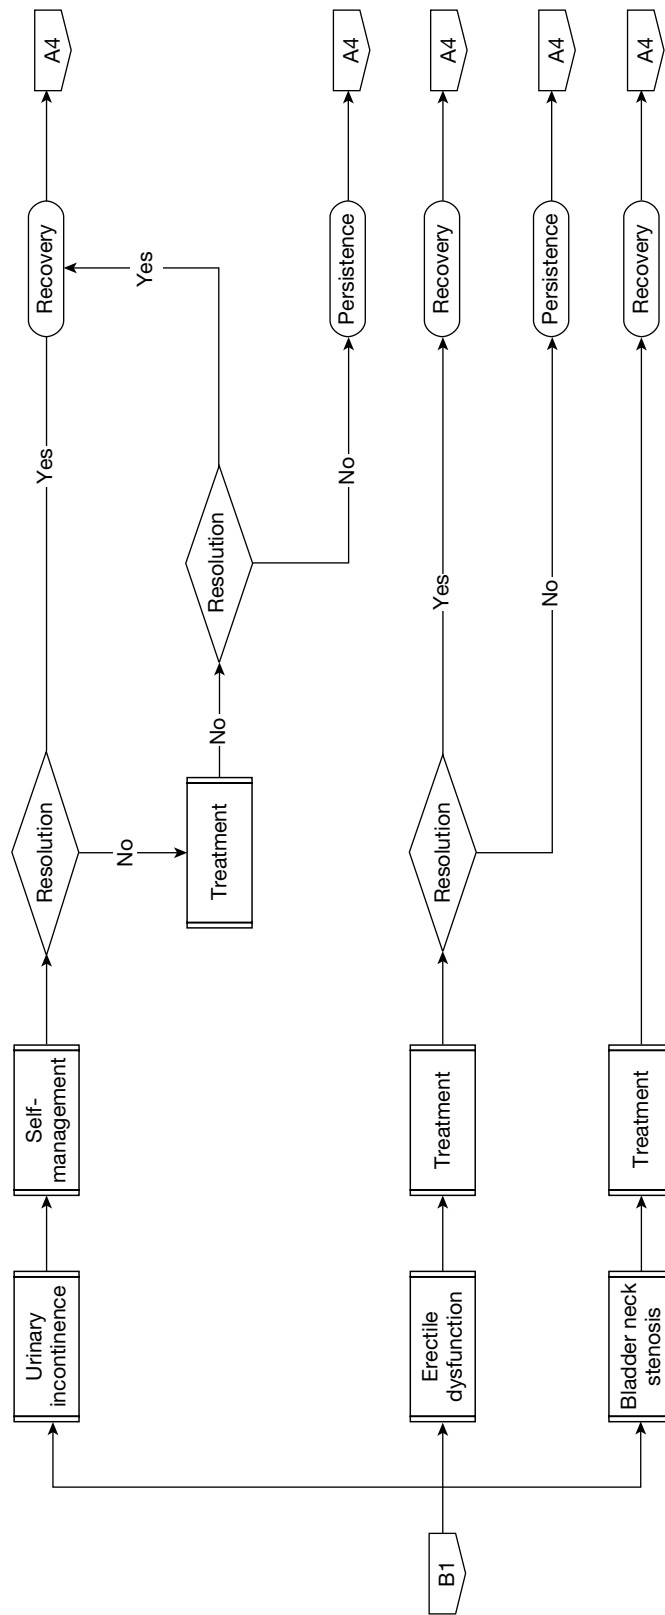 B1
Urinary
incontinence
Self-
management
Resolution
Yes
Recovery
A4
No
Treatment
No
Resolution
Yes
No
Persistence
A4
Erectile
dysfunction
Treatment
Resolution
Yes
Recovery
A4
No
Persistence
A4
Bladder neck
stenosis
Treatment
Recovery
A4